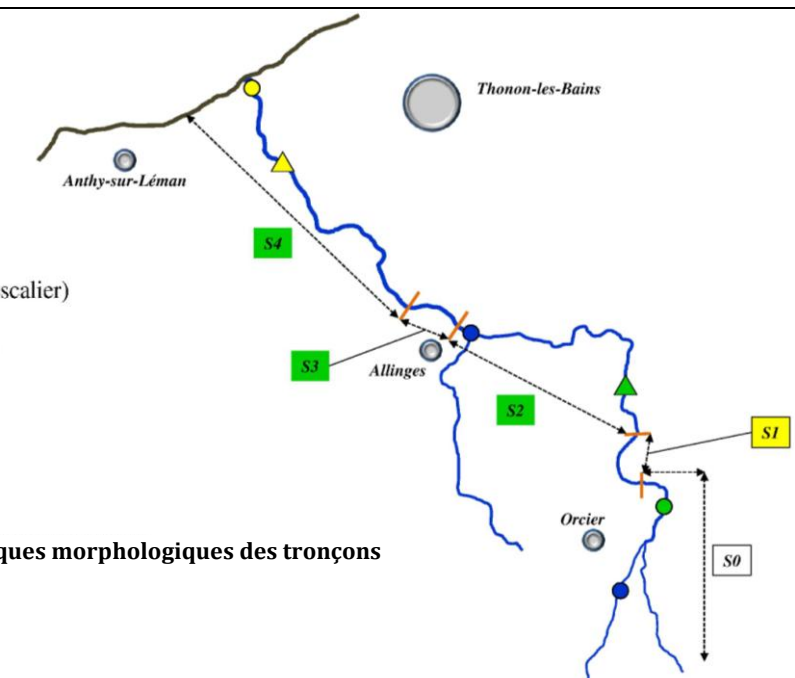 Thonon-les-Bains
Anthy-sur-Léman
S4
scalier)
S3
Allinges
S2
S1
Orcier
ques morphologiques des tronçons
S0